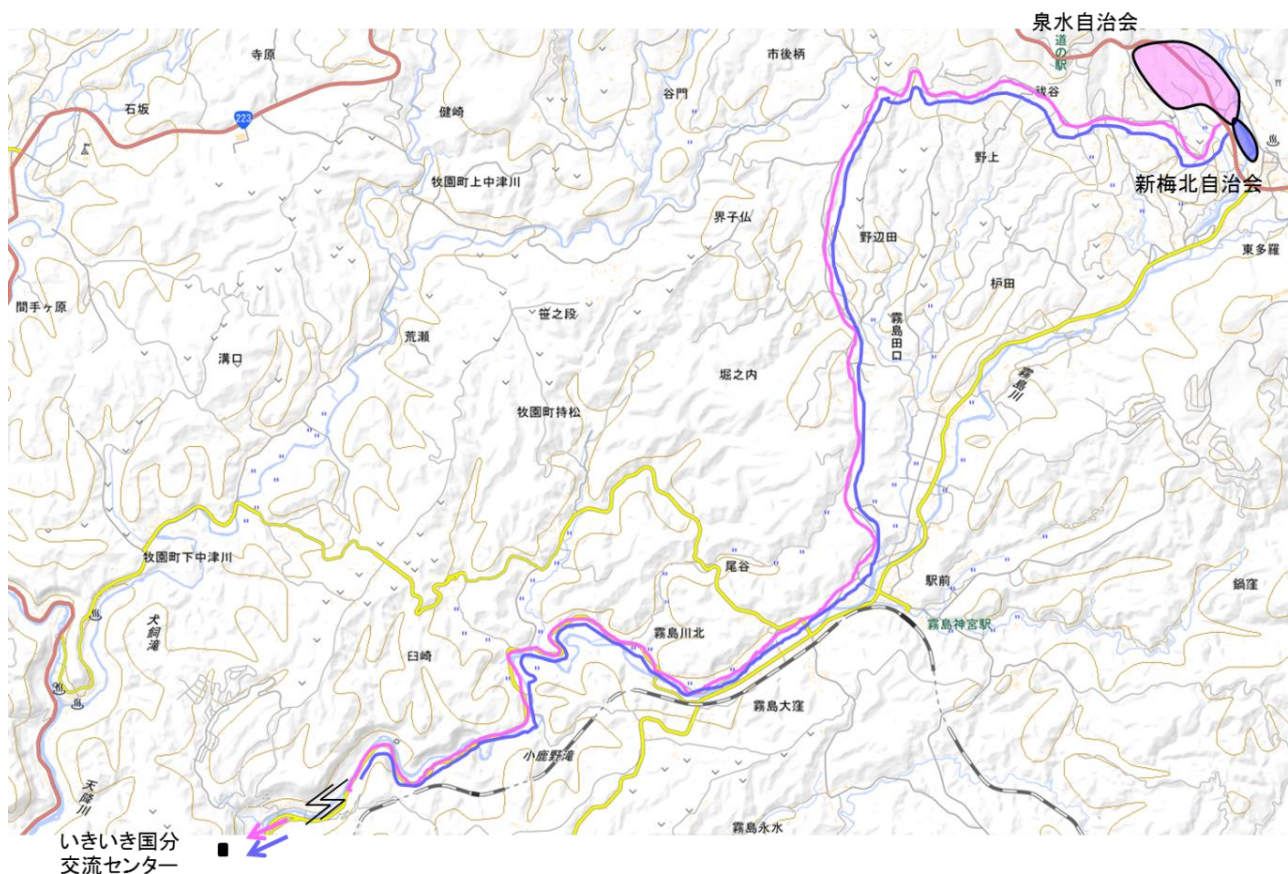 泉水自治会
道の駅
寺原
市後柄
石坂
谷門
祓谷
223
健崎
野上
牧園町上中津川
新梅北自治会
界子仏
野辺田
東多羅
枦田
間手ヶ原
笹之段
霧島田口
荒瀬
溝口
堀之内
霧島川
牧園町持松
牧園町下中津川
尾谷
駅前
鍋窪
犬飼滝
霧島川北
霧島神宮駅
臼崎
霧島大窪
小鹿野滝
天降川
霧島永水
いきいき国分
交流センター